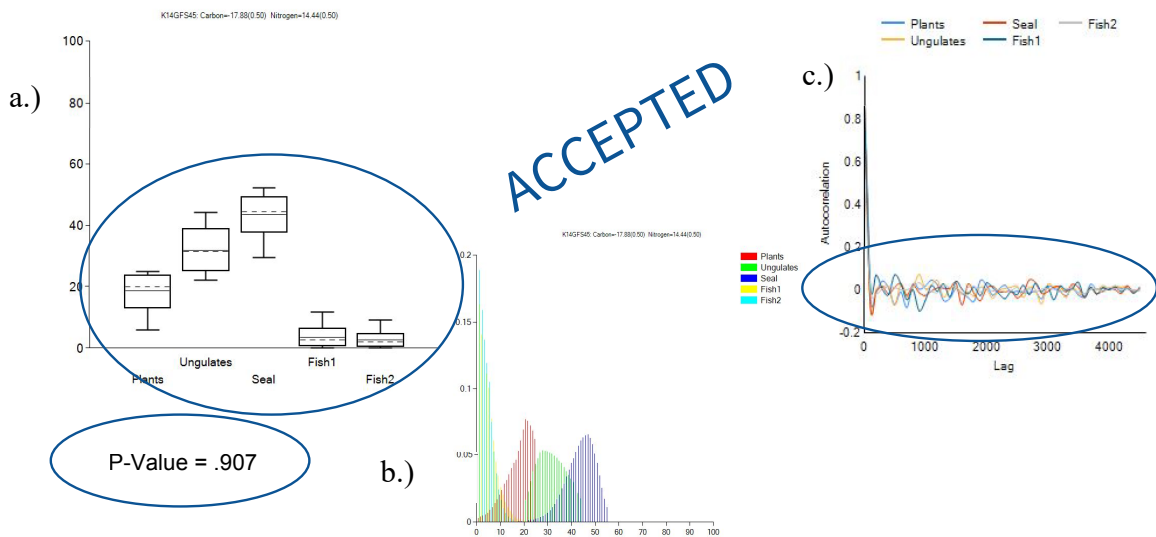 K14GFS45: Carbon=-17.88(0.50) Nitrogen=14.44(0.50)
a.)
100
80
60
40
20
0
Plants
Ungulates
Seal
Fish1
Fish2
P-Value = .907
ACCEPTED
b.)
K14GFS45: Carbon=-17.88(0.50) Nitrogen=14.44(0.50)
Plants
Ungulates
Seal
Fish1
Fish2
0.2
0.15
0.1
0.05
0
0 10 20 30 40 50 60 70 80 90 100
c.)
Plants Seal Fish2
Ungulates Fish1
Autocorrelation
1
0.8
0.6
0.4
0.2
0
-0.2
0 1000 2000 3000 4000
Lag